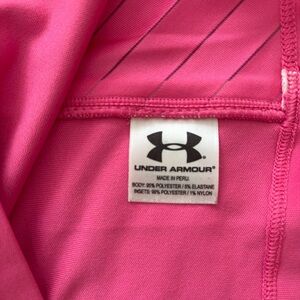 UNDER ARMOUR®
MADE IN PERU
BODY: 95% POLYESTER / 5% ELASTANE
INSETS: 99% POLYESTER / 1% NYLON